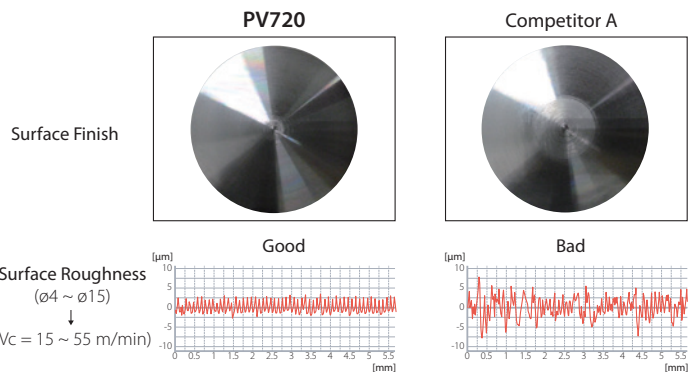 PV720
Competitor A
Surface Finish
Good
Bad
Surface Roughness
(ø4 ~ ø15)
↓
Vc = 15 ~ 55 m/min)
[μm]
10
5
0
-5
-10
0 0.5 1 1.5 2 2.5 3 3.5 4 4.5 5 5.5
[mm]
[μm]
10
5
0
-5
-10
0 0.5 1 1.5 2 2.5 3 3.5 4 4.5 5 5.5
[mm]